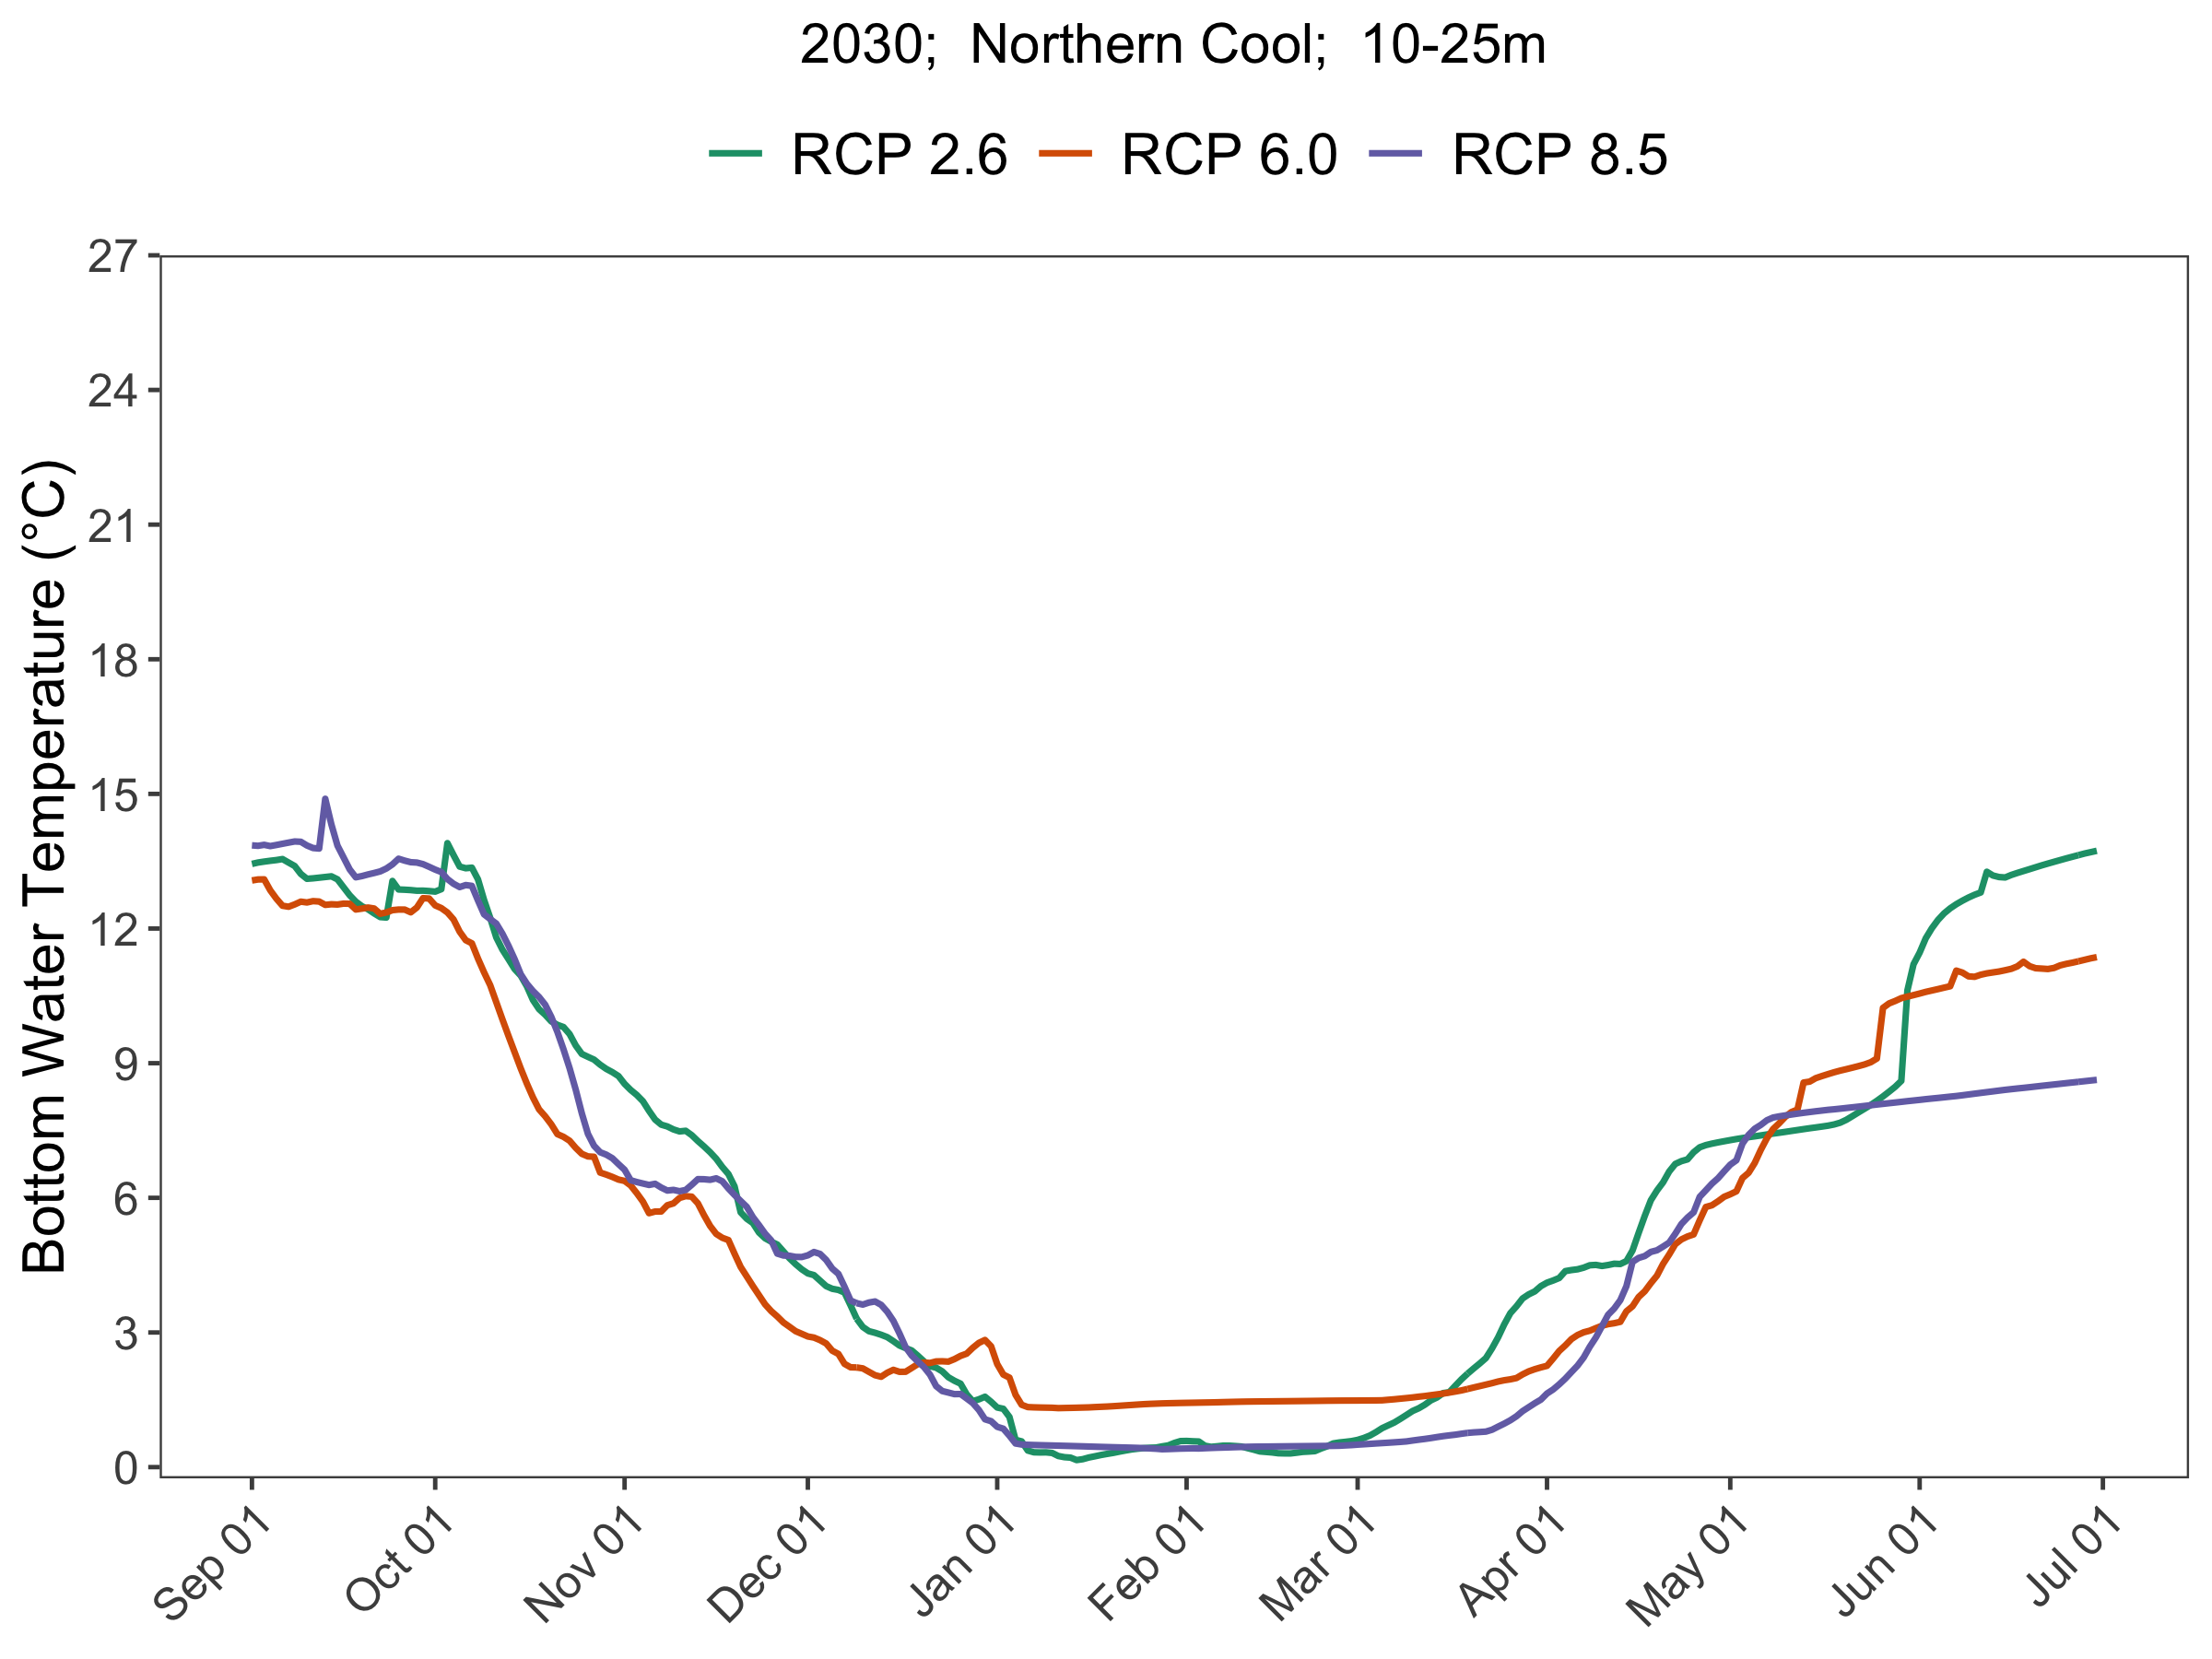 2030;  Northern Cool;  10-25m
RCP 2.6 RCP 6.0 RCP 8.5
Bottom Water Temperature (°C)
27
24
21
18
15
12
9
6
3
0
Sep 01 Oct 01 Nov 01 Dec 01 Jan 01 Feb 01 Mar 01 Apr 01 May 01 Jun 01 Jul 01